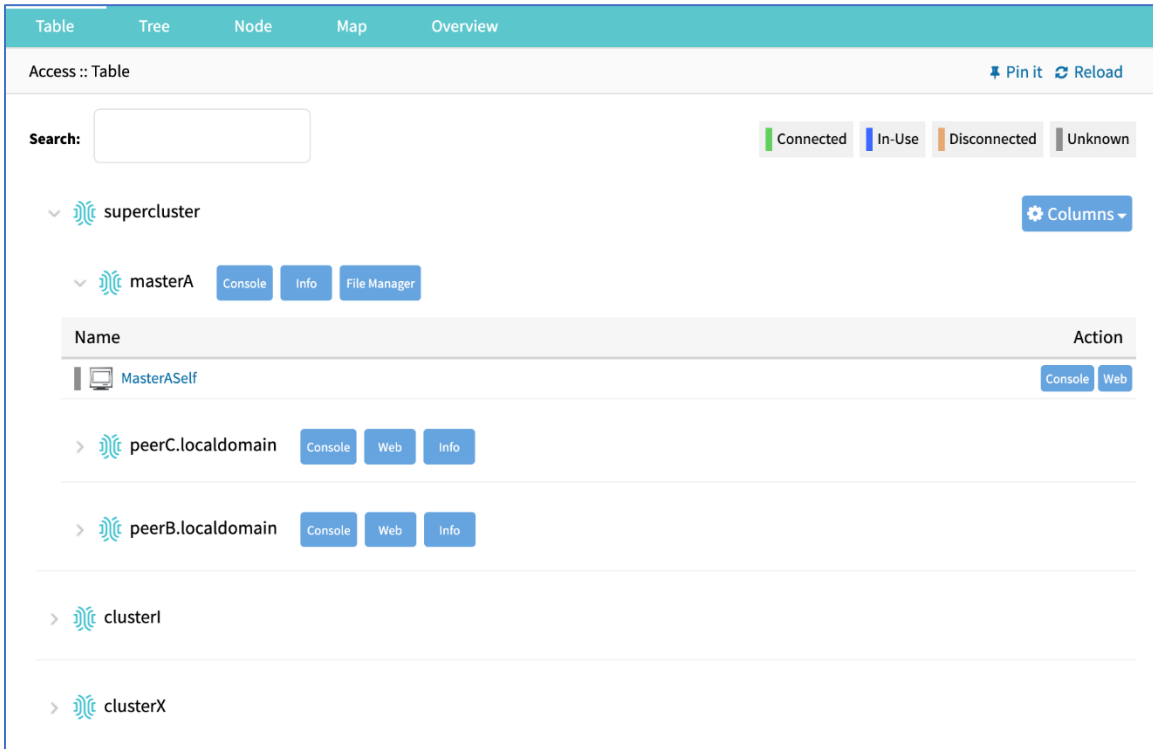 Table Tree Node Map Overview
Access :: Table Pin it Reload
Search: Connected In-Use Disconnected Unknown
supercluster Columns
masterA Console Info File Manager
Name Action
MasterASelf Console Web
peerC.localdomain Console Web Info
peerB.localdomain Console Web Info
clusterI
clusterX